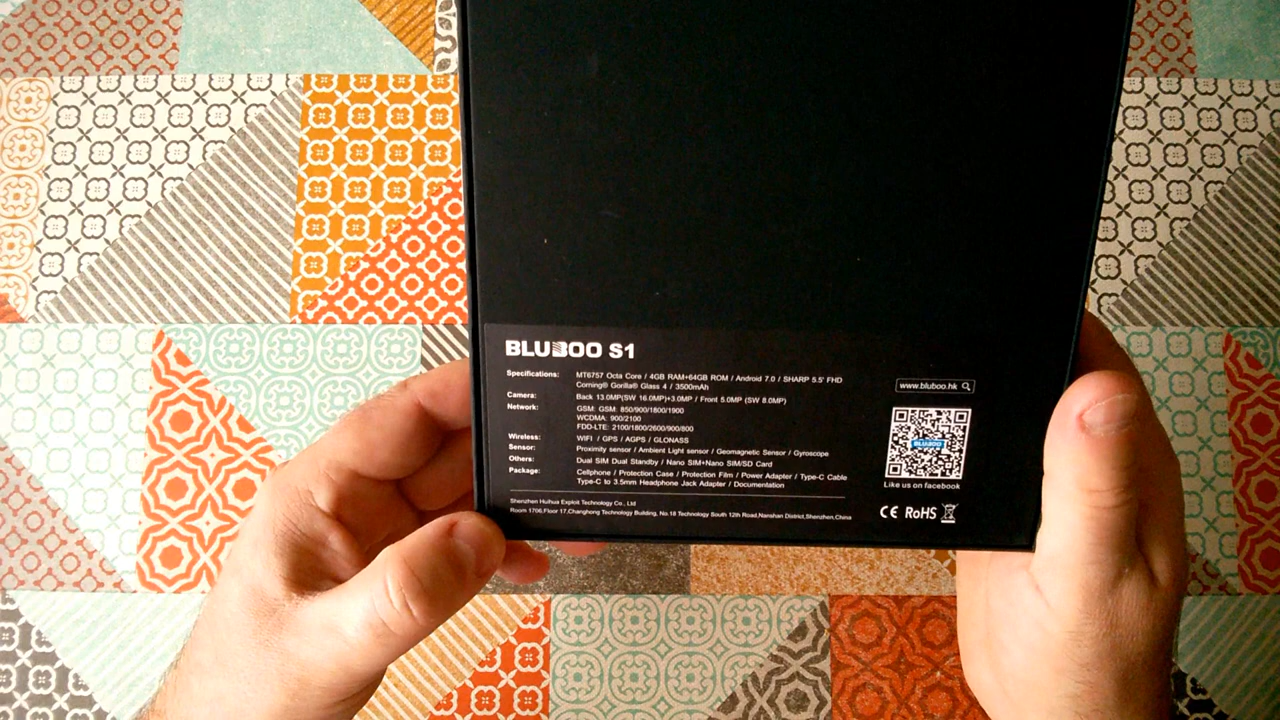 BLUBOO S1
Specifications: MT6757 Octa Core / 4GB RAM+64GB ROM / Android 7.0 / SHARP 5.5' FHD
Corning® Gorilla® Glass 4 / 3500mAh
Camera: Back 13.0MP(SW 16.0MP)+3.0MP / Front 5.0MP (SW 8.0MP)
Network: GSM: GSM: 850/900/1800/1900
WCDMA: 900/2100
FDD-LTE: 2100/1800/2600/900/800
Wireless: WIFI / GPS / AGPS / GLONASS
Sensor: Proximity sensor / Ambient Light sensor / Geomagnetic Sensor / Gyroscope
Others: Dual SIM Dual Standby / Nano SIM+Nano SIM/SD Card
Package: Cellphone / Protection Case / Protection Film / Power Adapter / Type-C Cable
Type-C to 3.5mm Headphone Jack Adapter / Documentation
Shenzhen Huihua Exploit Technology Co., Ltd
Room 1706,Floor 17,Changhong Technology Building, No.18 Technology South 12th Road,Nanshan District,Shenzhen,China
www.bluboo.hk
BLUBOO
Like us on facebook
CE RoHS